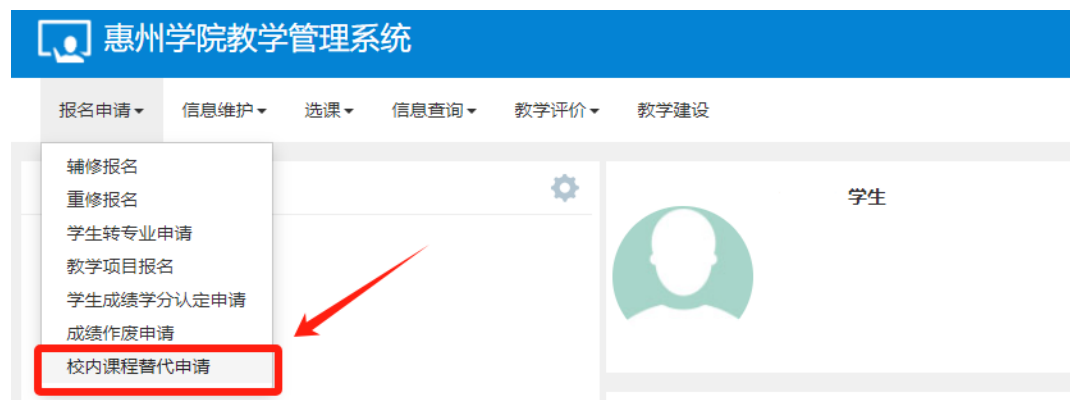 惠州学院教学管理系统
报名申请 信息维护 选课 信息查询 教学评价 教学建设
辅修报名
重修报名
学生转专业申请
教学项目报名
学生成绩学分认定申请
成绩作废申请
校内课程替代申请
学生